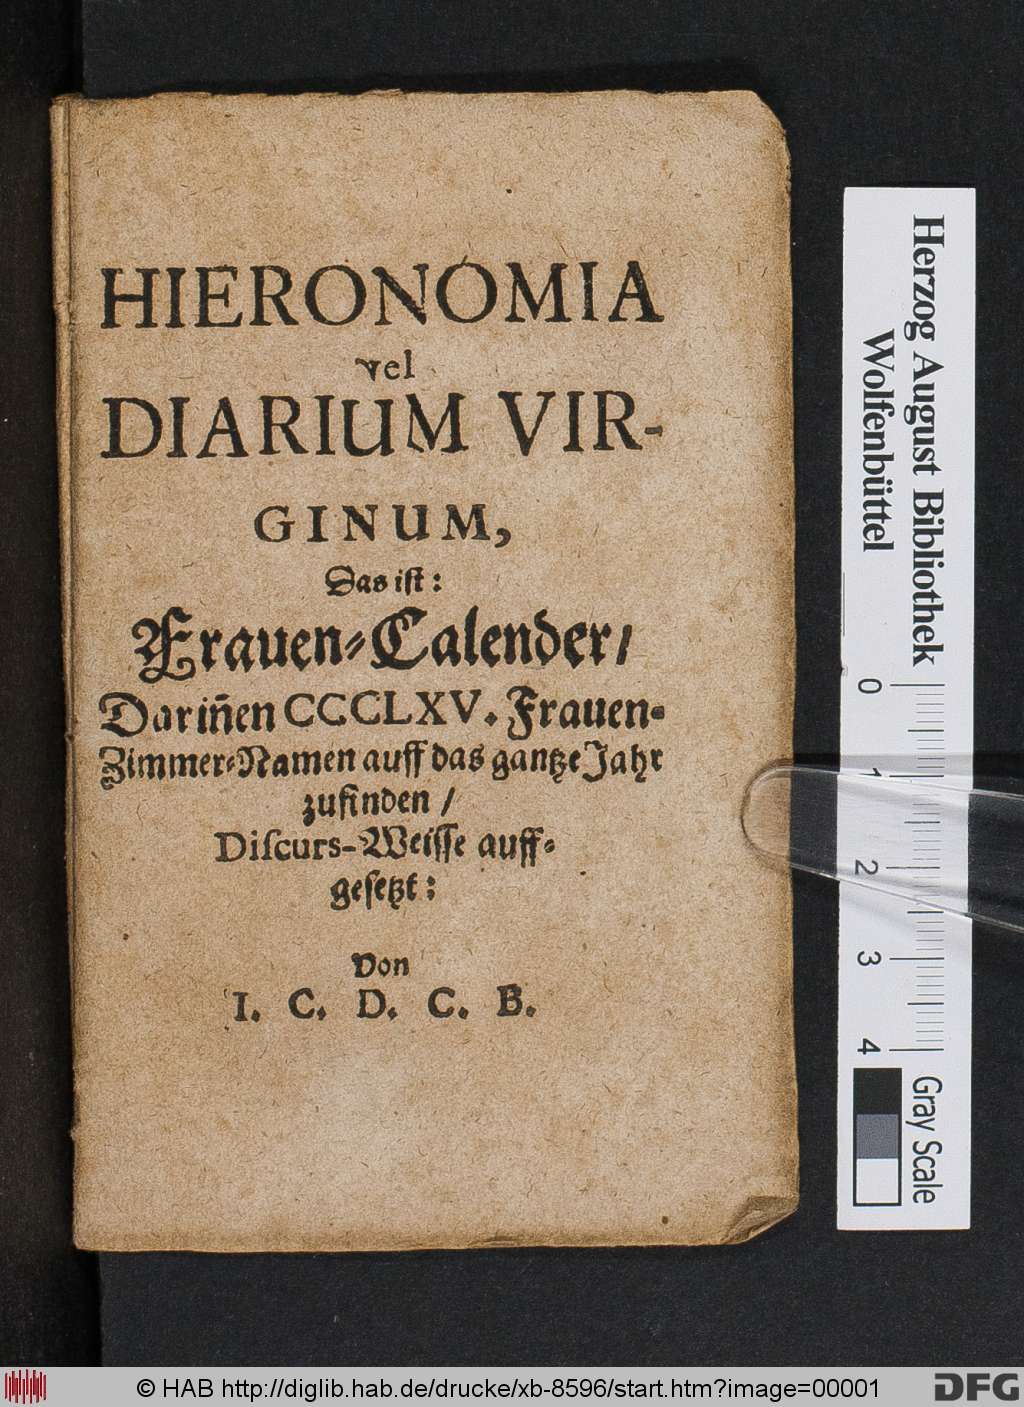 HIERONOMIA
vel
DIARIUM VIR-
GINUM,
Das ist:
Frauen-Calender/
Dariñen CCCLXV. Frauen-
Zimmer-Namen auff das gantze Jahr
zufinden/
Discurs-Weisse auff-
gesetzt:
Von
I. C. D. C. B.
Herzog August Bibliothek
Wolfenbüttel
0
1
2
3
4
Gray Scale
© HAB http://diglib.hab.de/drucke/xb-8596/start.htm?image=00001
DFG